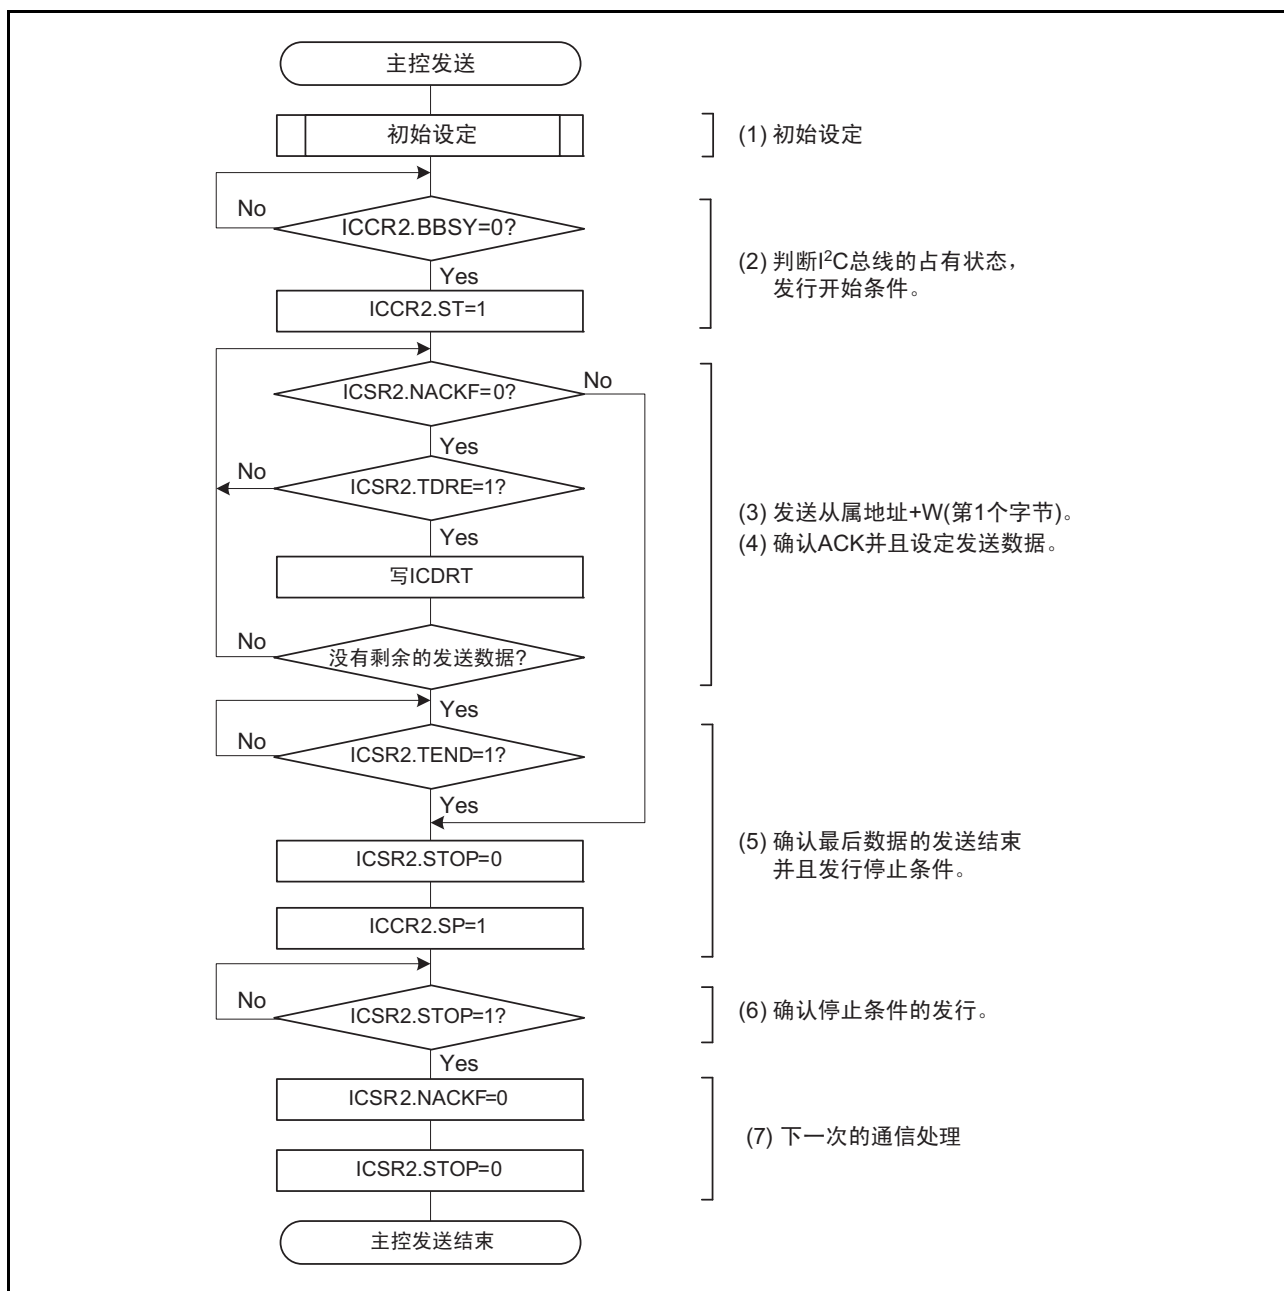 主控发送
初始设定
(1) 初始设定
No
ICCR2.BBSY=0?
Yes
(2) 判断I²C总线的占有状态，
发行开始条件。
ICCR2.ST=1
ICSR2.NACKF=0?
No
Yes
No
ICSR2.TDRE=1?
Yes
(3) 发送从属地址+W(第1个字节)。
(4) 确认ACK并且设定发送数据。
写ICDRT
No
没有剩余的发送数据?
Yes
No
ICSR2.TEND=1?
Yes
(5) 确认最后数据的发送结束
并且发行停止条件。
ICSR2.STOP=0
ICCR2.SP=1
No
ICSR2.STOP=1?
(6) 确认停止条件的发行。
Yes
ICSR2.NACKF=0
(7) 下一次的通信处理
ICSR2.STOP=0
主控发送结束